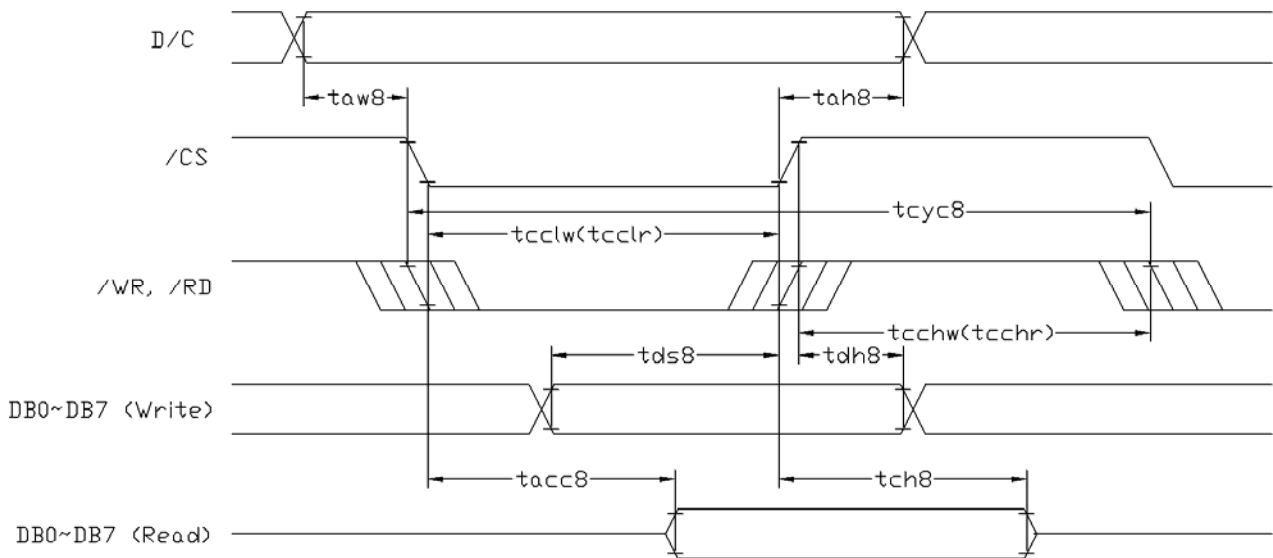 D/C
taw8
tah8
/CS
tcyc8
tcclw(tcclr)
/WR, /RD
tcchw(tcchr)
tds8
tdh8
DB0~DB7 (Write)
tacc8
tch8
DB0~DB7 (Read)